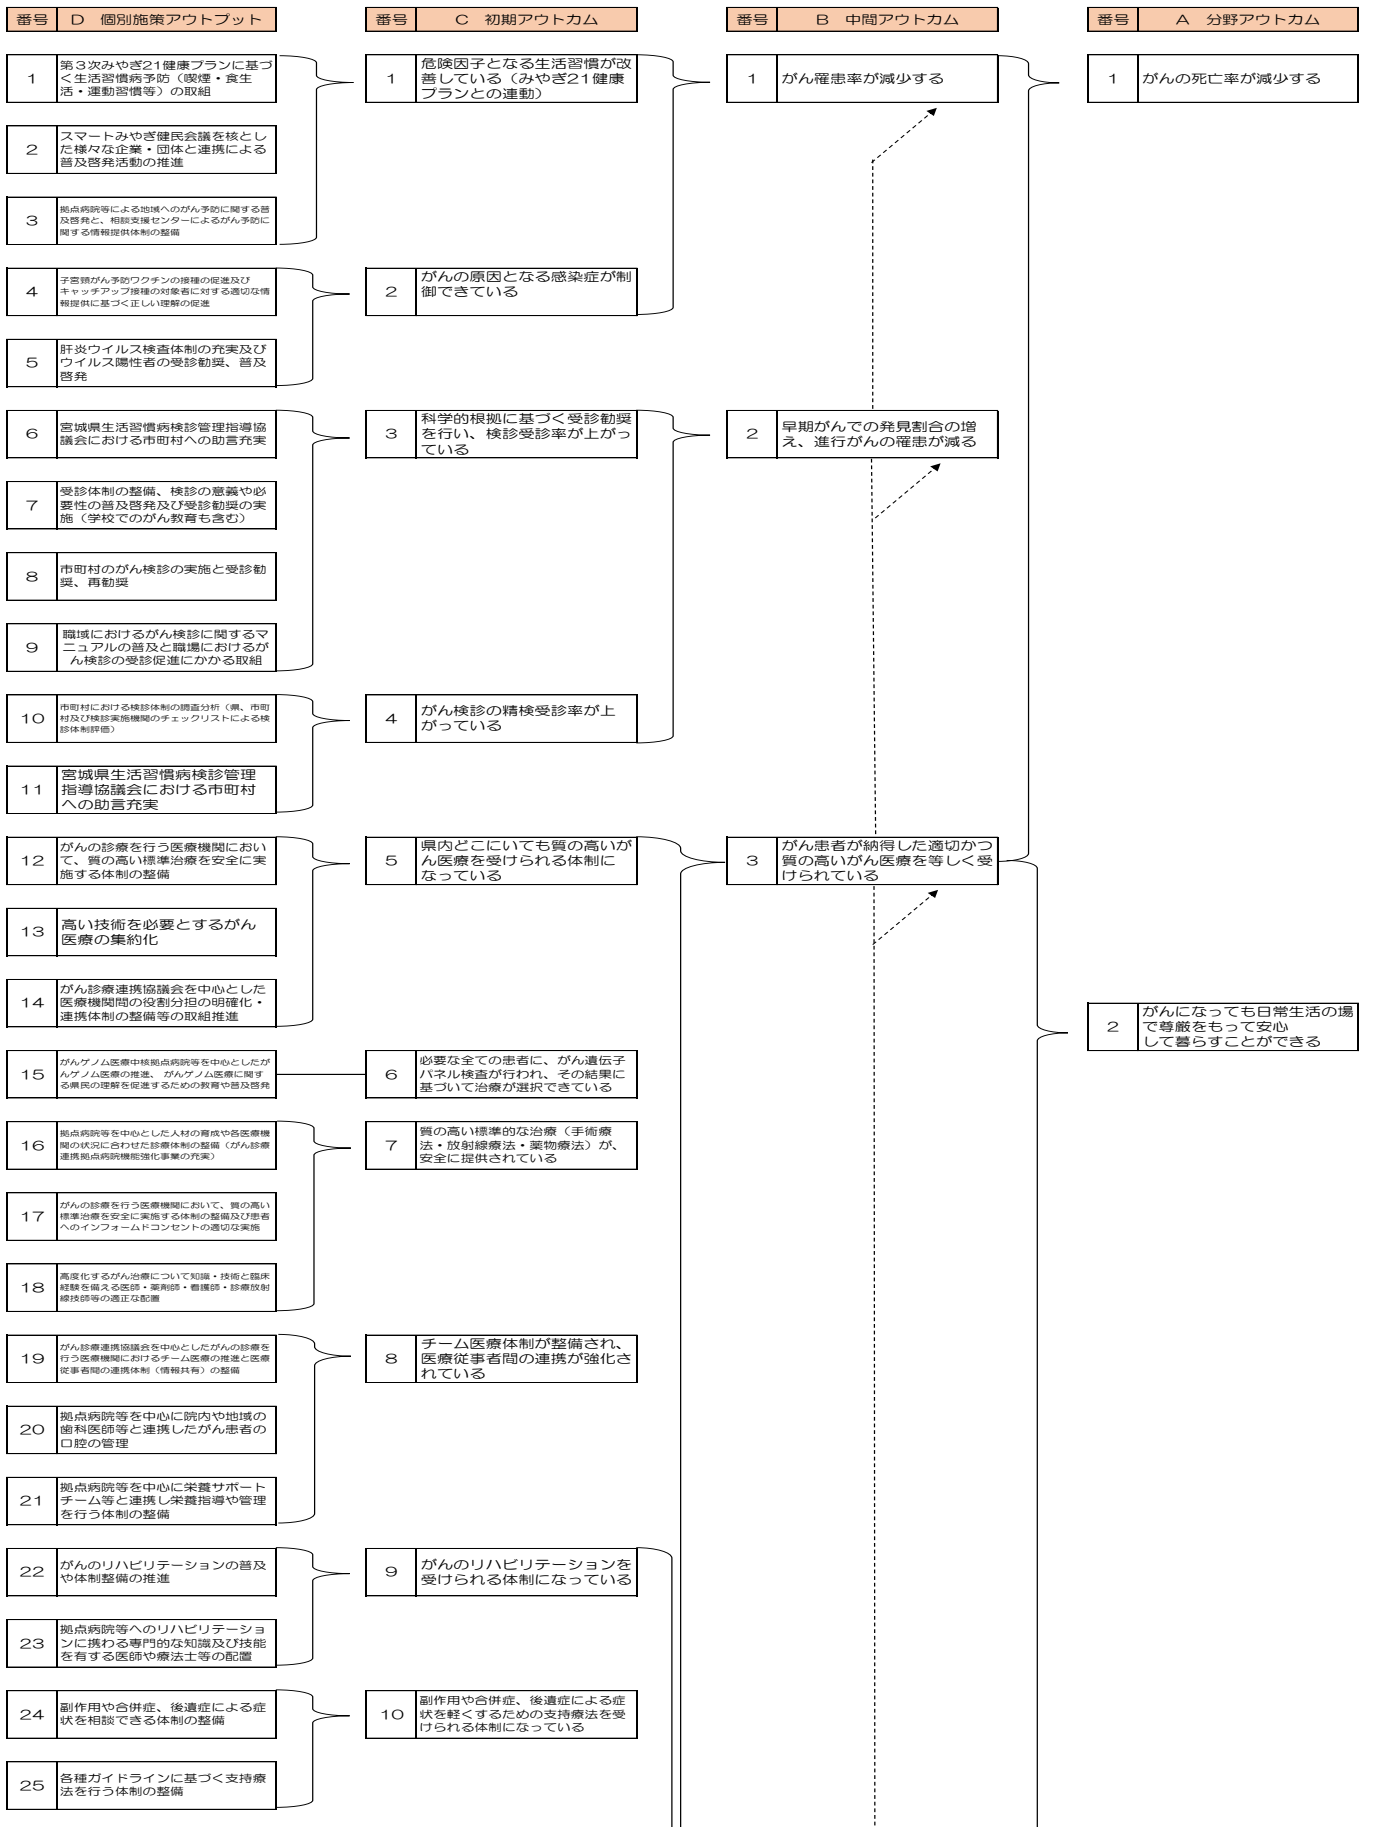 番号 D 個別施策アウトプット
番号 C 初期アウトカム
番号 B 中間アウトカム
番号 A 分野アウトカム
1
第３次みやぎ21健康プランに基づ
く生活習慣病予防（喫煙・食生
活・運動習慣等）の取組
1
危険因子となる生活習慣が改
善している（みやぎ21健康
プランとの連動）
1
がん罹患率が減少する
1
がんの死亡率が減少する
2
スマートみやぎ健民会議を核とし
た様々な企業・団体と連携による
普及啓発活動の推進
3
拠点病院等による地域へのがん予防に関する普
及啓発と、相談支援センターによるがん予防に
関する情報提供体制の整備
4
子宮頸がん予防ワクチンの接種の促進及び
キャッチアップ接種の対象者に対する適切な情
報提供に基づく正しい理解の促進
2
がんの原因となる感染症が制
御できている
5
肝炎ウイルス検査体制の充実及び
ウイルス陽性者の受診勧奨、普及
啓発
6
宮城県生活習慣病検診管理指導協
議会における市町村への助言充実
3
科学的根拠に基づく受診勧奨
を行い、検診受診率が上がっ
ている
2
早期がんでの発見割合の増
え、進行がんの罹患が減る
7
受診体制の整備、検診の意義や必
要性の普及啓発及び受診勧奨の実
施（学校でのがん教育も含む）
8
市町村のがん検診の実施と受診勧
奨、再勧奨
9
職域におけるがん検診に関するマ
ニュアルの普及と職場におけるが
ん検診の受診促進にかかる取組
10
市町村における検診体制の調査分析（県、市町
村及び検診実施機関のチェックリストによる検
診体制評価）
4
がん検診の精検受診率が上
がっている
11
宮城県生活習慣病検診管理
指導協議会における市町村
への助言充実
12
がんの診療を行う医療機関におい
て、質の高い標準治療を安全に実
施する体制の整備
5
県内どこにいても質の高いが
ん医療を受けられる体制に
なっている
3
がん患者が納得した適切かつ
質の高いがん医療を等しく受
けられている
13
高い技術を必要とするがん
医療の集約化
14
がん診療連携協議会を中心とした
医療機関間の役割分担の明確化・
連携体制の整備等の取組推進
2
がんになっても日常生活の場
で尊厳をもって安心
して暮らすことができる
15
がんゲノム医療中核拠点病院等を中心としたが
んゲノム医療の推進、がんゲノム医療に関す
る県民の理解を促進するための教育や普及啓発
6
必要な全ての患者に、がん遺伝子
パネル検査が行われ、その結果に
基づいて治療が選択できている
16
拠点病院等を中心とした人材の育成や各医療機
関の状況に合わせた診療体制の整備（がん診療
連携拠点病院機能強化事業の充実）
7
質の高い標準的な治療（手術療
法・放射線療法・薬物療法）が、
安全に提供されている
17
がんの診療を行う医療機関において、質の高い
標準治療を安全に実施する体制の整備及び患者
へのインフォームドコンセントの適切な実施
18
高度化するがん治療について知識・技術と臨床
経験を備える医師・薬剤師・看護師・診療放射
線技師等の適正な配置
19
がん診療連携協議会を中心としたがんの診療を
行う医療機関におけるチーム医療の推進と医療
従事者間の連携体制（情報共有）の整備
8
チーム医療体制が整備され、
医療従事者間の連携が強化さ
れている
20
拠点病院等を中心に院内や地域の
歯科医師等と連携したがん患者の
口腔の管理
21
拠点病院等を中心に栄養サポート
チーム等と連携し栄養指導や管理
を行う体制の整備
22
がんのリハビリテーションの普及
や体制整備の推進
9
がんのリハビリテーションを
受けられる体制になっている
23
拠点病院等へのリハビリテーショ
ンに携わる専門的な知識及び技能
を有する医師や療法士等の配置
24
副作用や合併症、後遺症による症
状を相談できる体制の整備
10
副作用や合併症、後遺症による症
状を軽くするための支持療法を受
けられる体制になっている
25
各種ガイドラインに基づく支持療
法を行う体制の整備